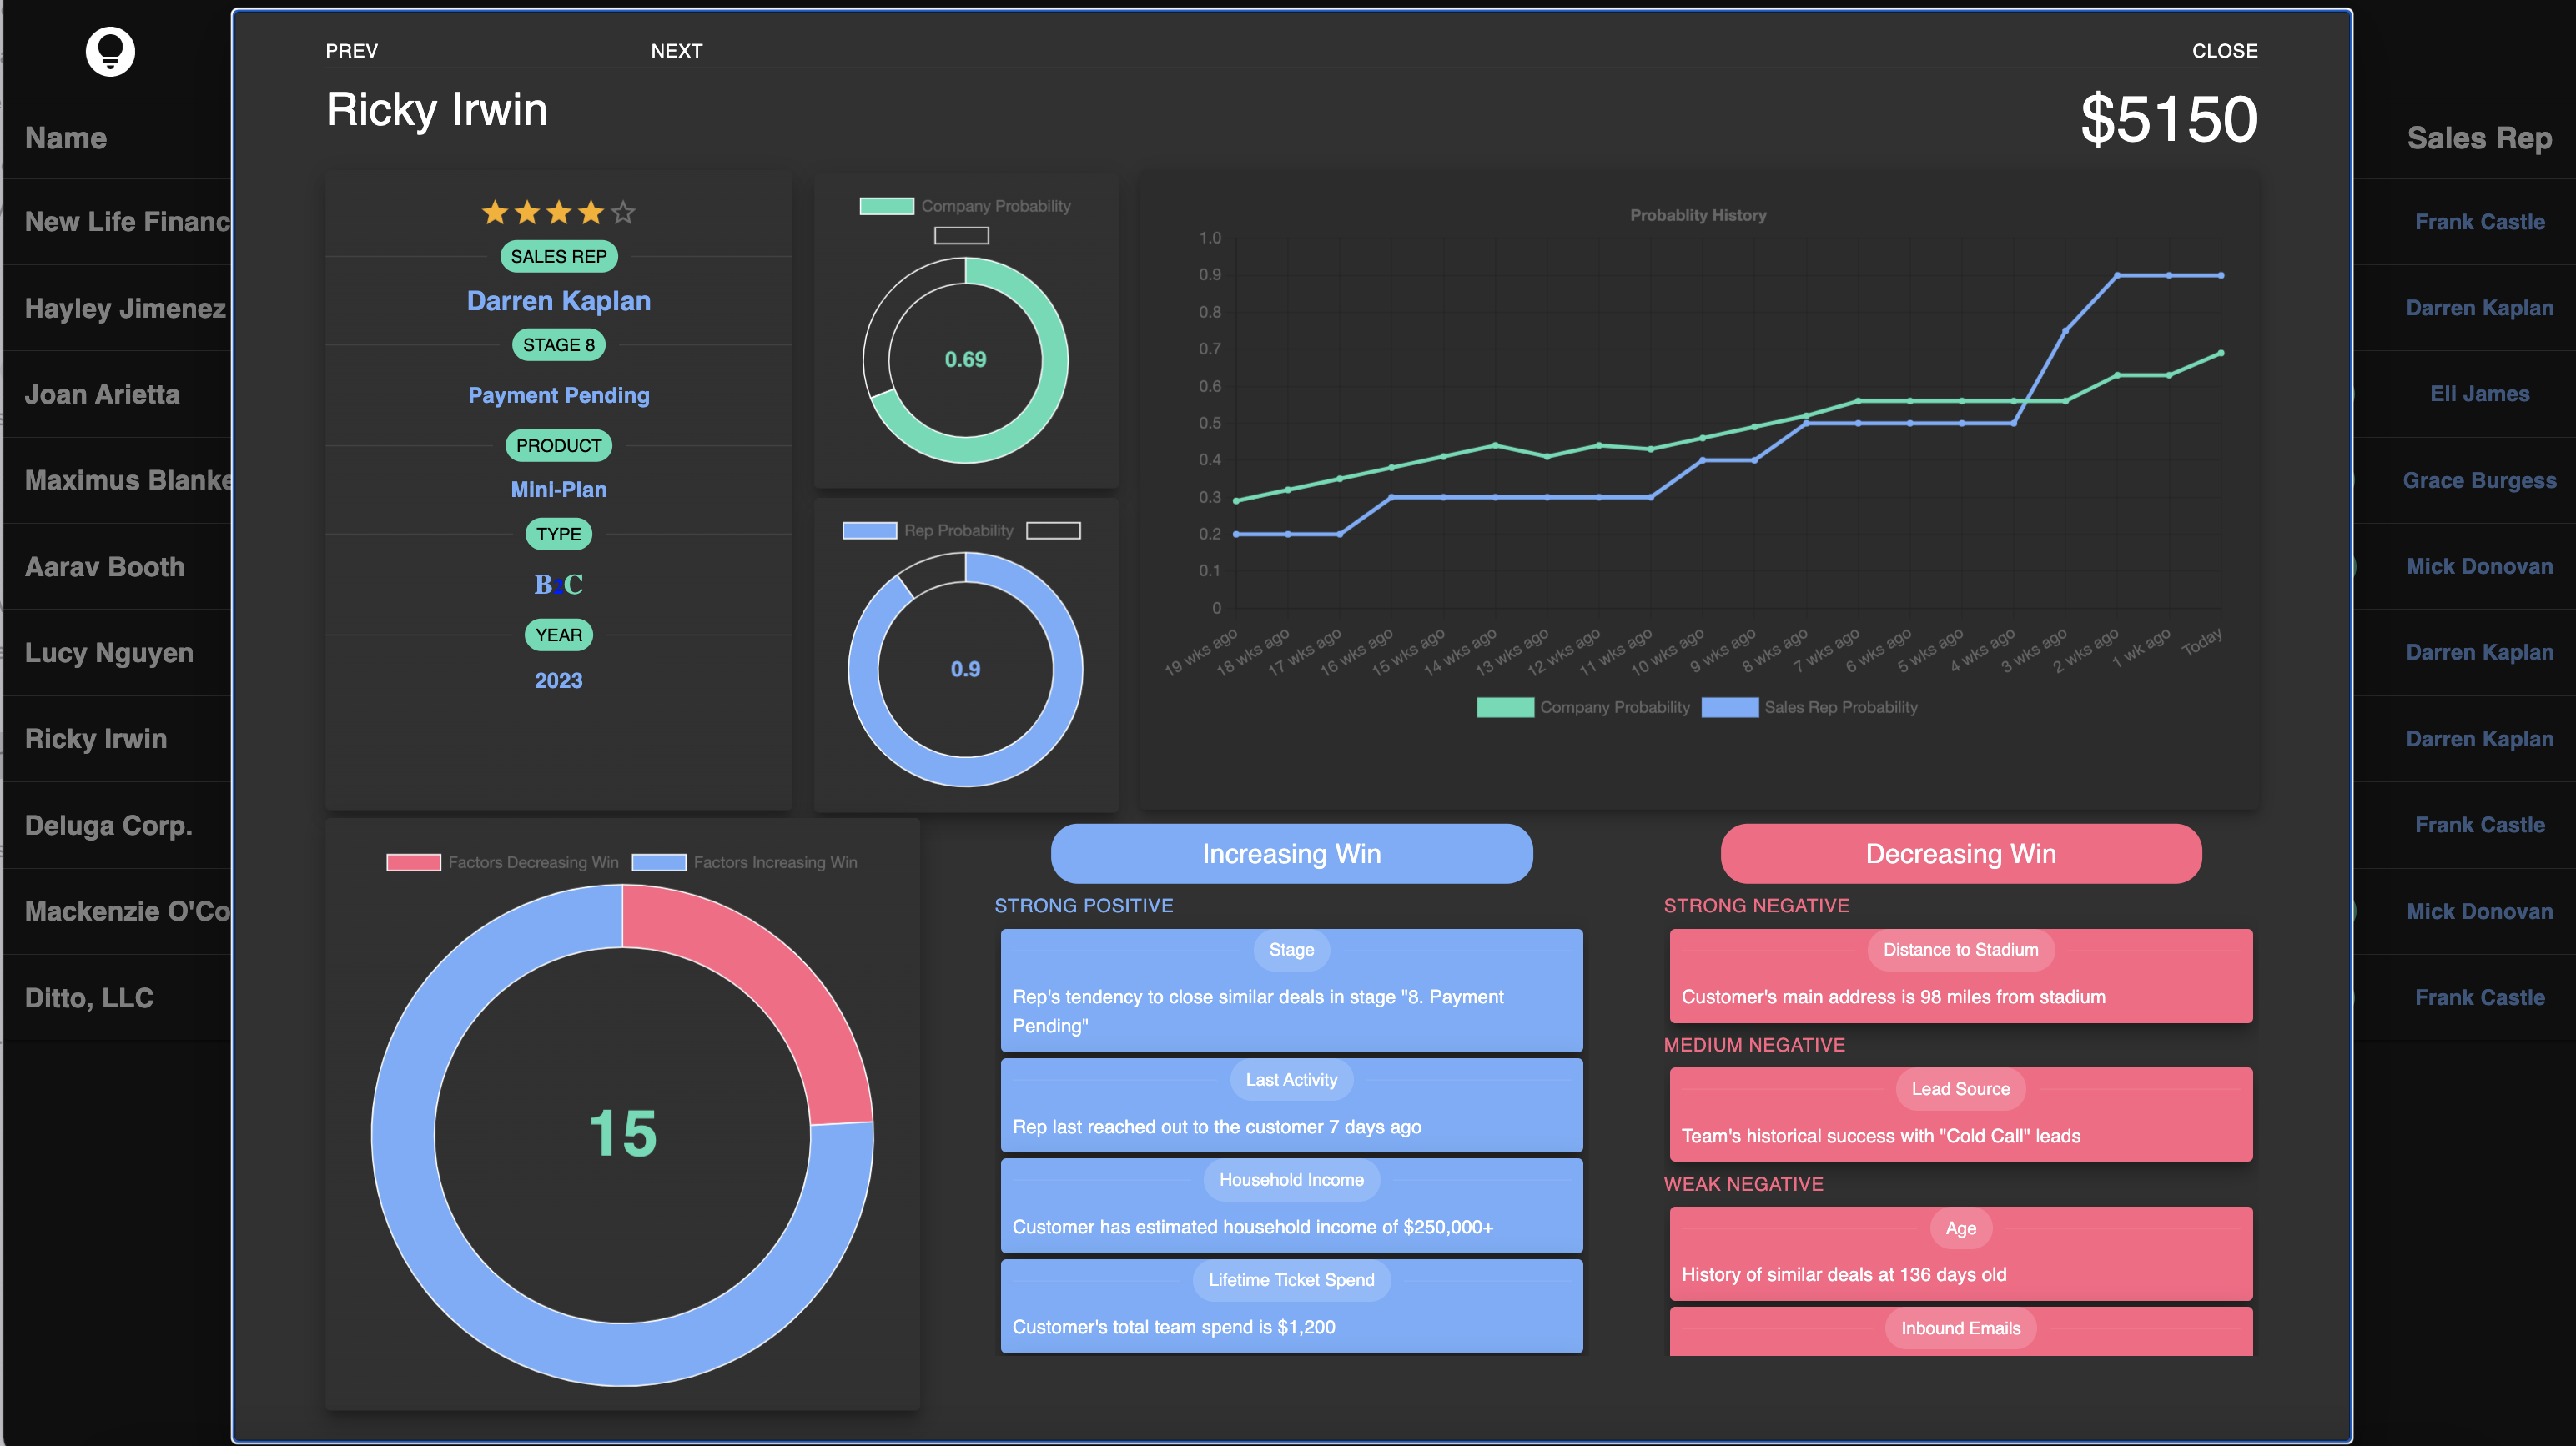 PREV NEXT CLOSE
Ricky Irwin $5150
Name
New Life Financ
Hayley Jimenez
Joan Arietta
Maximus Blanke
Aarav Booth
Lucy Nguyen
Ricky Irwin
Deluga Corp.
Mackenzie O'Co
Ditto, LLC
SALES REP
Darren Kaplan
STAGE 8
Payment Pending
PRODUCT
Mini-Plan
TYPE
B2C
YEAR
2023
Company Probability
0.69
Rep Probability
0.9
Probablity History
1.0
0.9
0.8
0.7
0.6
0.5
0.4
0.3
0.2
0.1
0
19 wks ago
18 wks ago
17 wks ago
16 wks ago
15 wks ago
14 wks ago
13 wks ago
12 wks ago
11 wks ago
10 wks ago
9 wks ago
8 wks ago
7 wks ago
6 wks ago
5 wks ago
4 wks ago
3 wks ago
2 wks ago
1 wk ago
Today
Company Probability Sales Rep Probability
Factors Decreasing Win Factors Increasing Win
15
Increasing Win
STRONG POSITIVE
Stage
Rep's tendency to close similar deals in stage "8. Payment
Pending"
Last Activity
Rep last reached out to the customer 7 days ago
Household Income
Customer has estimated household income of $250,000+
Lifetime Ticket Spend
Customer's total team spend is $1,200
Decreasing Win
STRONG NEGATIVE
Distance to Stadium
Customer's main address is 98 miles from stadium
MEDIUM NEGATIVE
Lead Source
Team's historical success with "Cold Call" leads
WEAK NEGATIVE
Age
History of similar deals at 136 days old
Inbound Emails
Sales Rep
Frank Castle
Darren Kaplan
Eli James
Grace Burgess
Mick Donovan
Darren Kaplan
Darren Kaplan
Frank Castle
Mick Donovan
Frank Castle